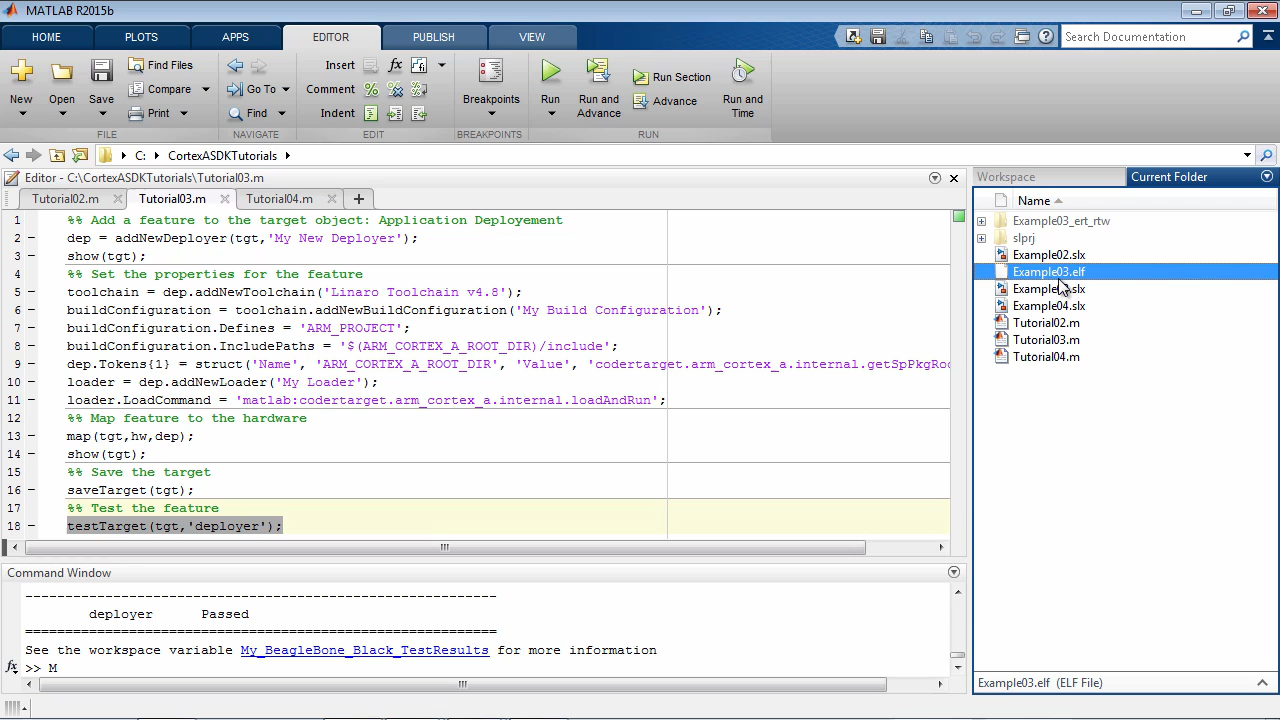 MATLAB R2015b
HOME PLOTS APPS EDITOR PUBLISH VIEW
Search Documentation
New Open Save Find Files Compare Print
Go To Find
Insert fx
Comment
Indent
Breakpoints Run Run and Advance Run Section Advance Run and Time
FILE NAVIGATE EDIT BREAKPOINTS RUN
C: CortexASDKTutorials
Editor - C:\CortexASDKTutorials\Tutorial03.m
Tutorial02.m Tutorial03.m Tutorial04.m
1 %% Add a feature to the target object: Application Deployement
2 dep = addNewDeployer(tgt,'My New Deployer');
3 show(tgt);
4 %% Set the properties for the feature
5 toolchain = dep.addNewToolchain('Linaro Toolchain v4.8');
6 buildConfiguration = toolchain.addNewBuildConfiguration('My Build Configuration');
7 buildConfiguration.Defines = 'ARM_PROJECT';
8 buildConfiguration.IncludePaths = '$(ARM_CORTEX_A_ROOT_DIR)/include';
9 dep.Tokens{1} = struct('Name', 'ARM_CORTEX_A_ROOT_DIR', 'Value', 'codertarget.arm_cortex_a.internal.getSpPkgRoo
10 loader = dep.addNewLoader('My Loader');
11 loader.LoadCommand = 'matlab:codertarget.arm_cortex_a.internal.loadAndRun';
12 %% Map feature to the hardware
13 map(tgt,hw,dep);
14 show(tgt);
15 %% Save the target
16 saveTarget(tgt);
17 %% Test the feature
18 testTarget(tgt,'deployer');
Command Window
deployer Passed
See the workspace variable My_BeagleBone_Black_TestResults for more information
fx >> M
Workspace Current Folder
Name
Example03_ert_rtw
slprj
Example02.slx
Example03.elf
Example slx
Example04.slx
Tutorial02.m
Tutorial03.m
Tutorial04.m
Example03.elf (ELF File)